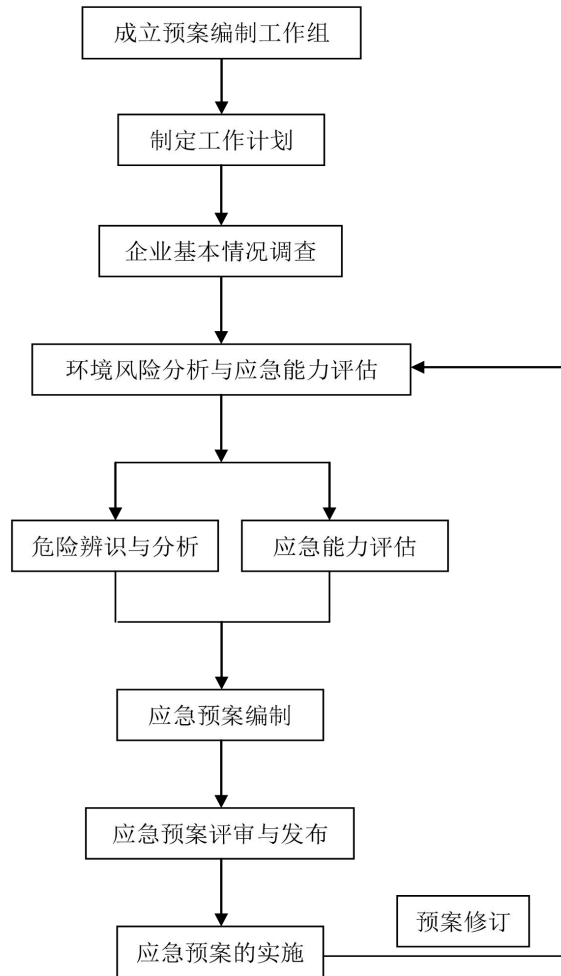 成立预案编制工作组
制定工作计划
企业基本情况调查
环境风险分析与应急能力评估
危险辨识与分析
应急能力评估
应急预案编制
应急预案评审与发布
预案修订
应急预案的实施